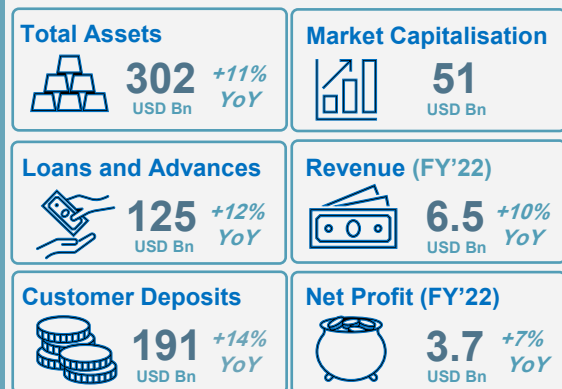 Total Assets
302
+11%
USD Bn
YoY
Market Capitalisation
51
USD Bn
Loans and Advances
125
+12%
USD Bn
YoY
Revenue (FY'22)
6.5
+10%
USD Bn
YoY
Customer Deposits
191
+14%
USD Bn
YoY
Net Profit (FY'22)
3.7
+7%
USD Bn
YoY